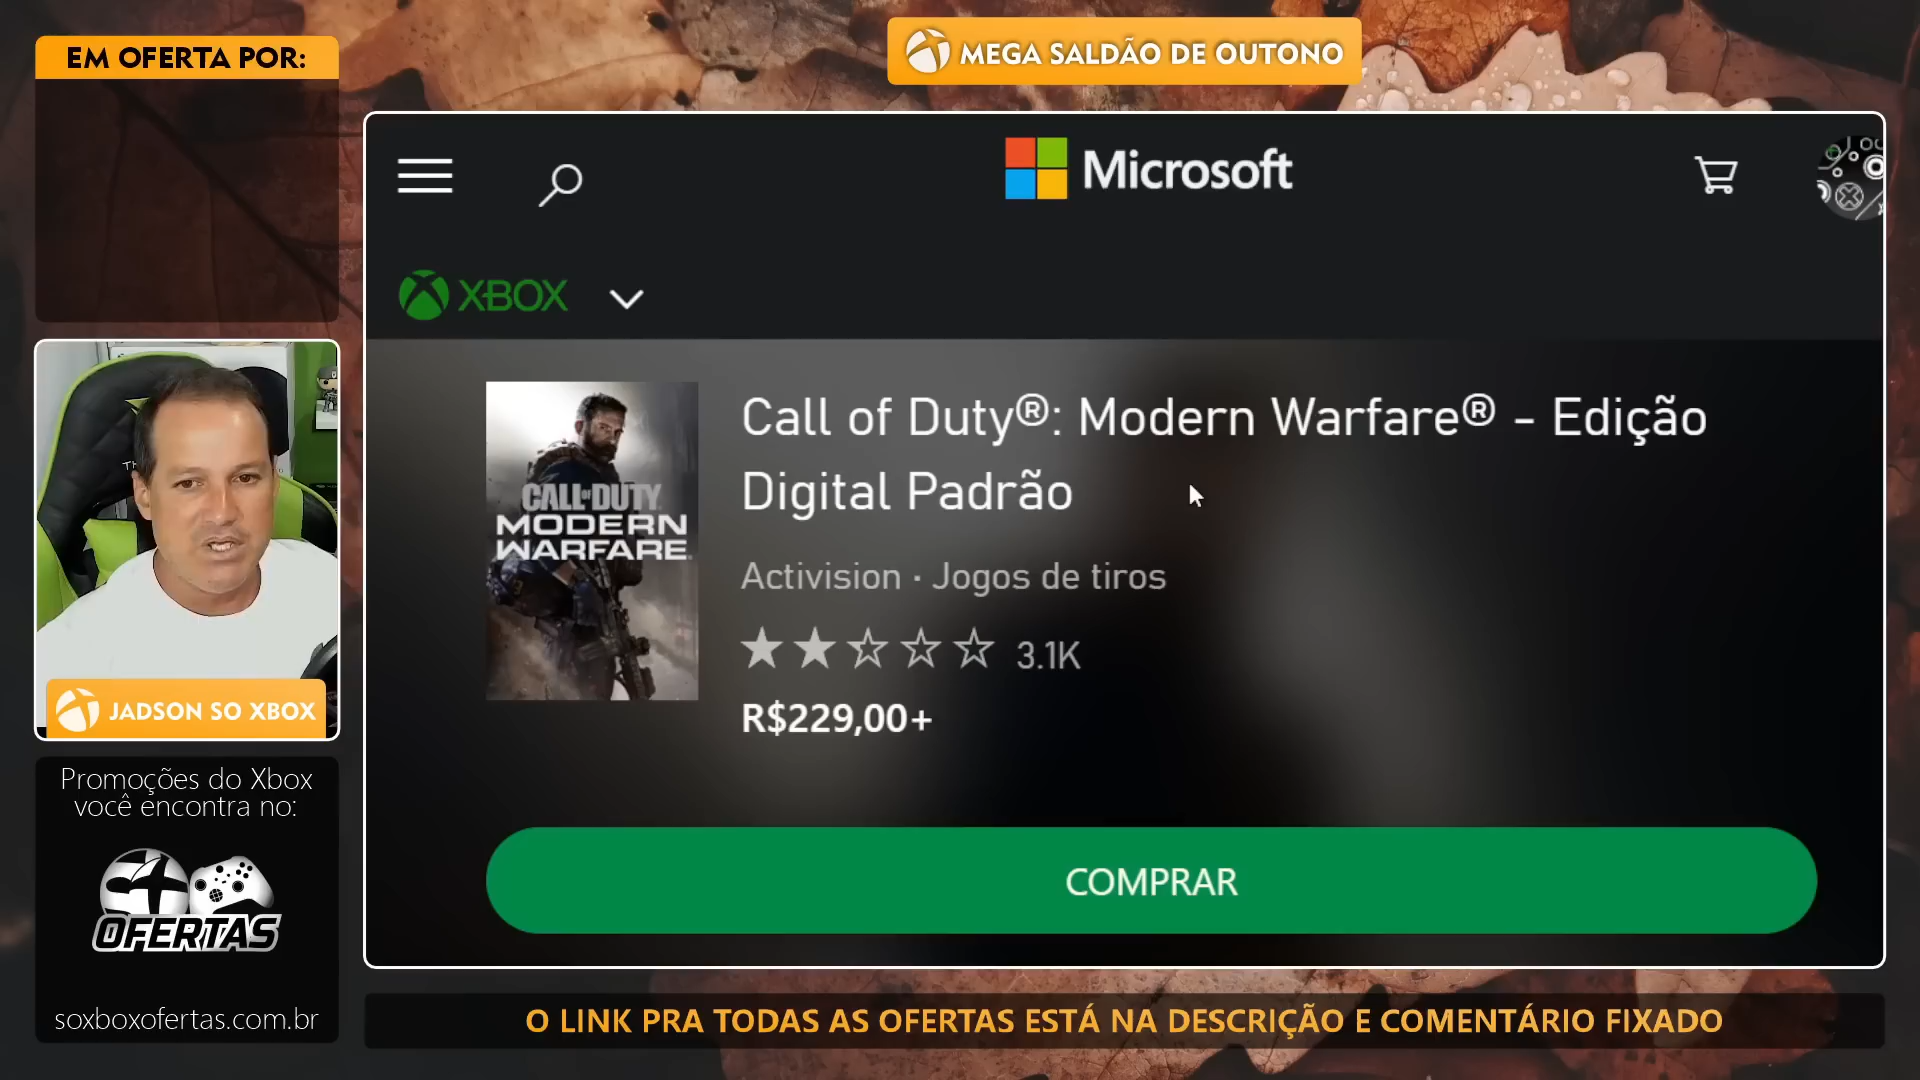 EM OFERTA POR:
MEGA SALDÃO DE OUTONO
Microsoft
XBOX
CALL OF DUTY
MODERN
WARFARE
Call of Duty®: Modern Warfare® - Edição
Digital Padrão
Activision · Jogos de tiros
3.1K
R$229,00+
COMPRAR
JADSON SO XBOX
Promoções do Xbox
você encontra no:
OFERTAS
soxboxofertas.com.br
O LINK PRA TODAS AS OFERTAS ESTÁ NA DESCRIÇÃO E COMENTÁRIO FIXADO